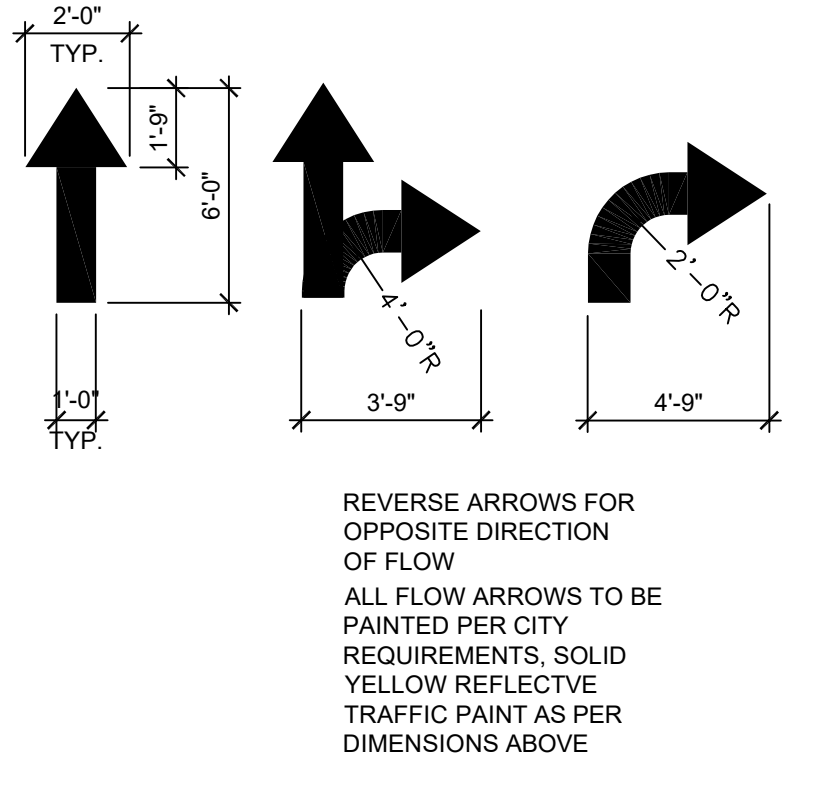 2'-0"
TYP.
1'-9"
6'-0"
1'-0"
TYP.
4'-0"R
3'-9"
2'-0"R
4'-9"
REVERSE ARROWS FOR
OPPOSITE DIRECTION
OF FLOW
ALL FLOW ARROWS TO BE
PAINTED PER CITY
REQUIREMENTS, SOLID
YELLOW REFLECTVE
TRAFFIC PAINT AS PER
DIMENSIONS ABOVE